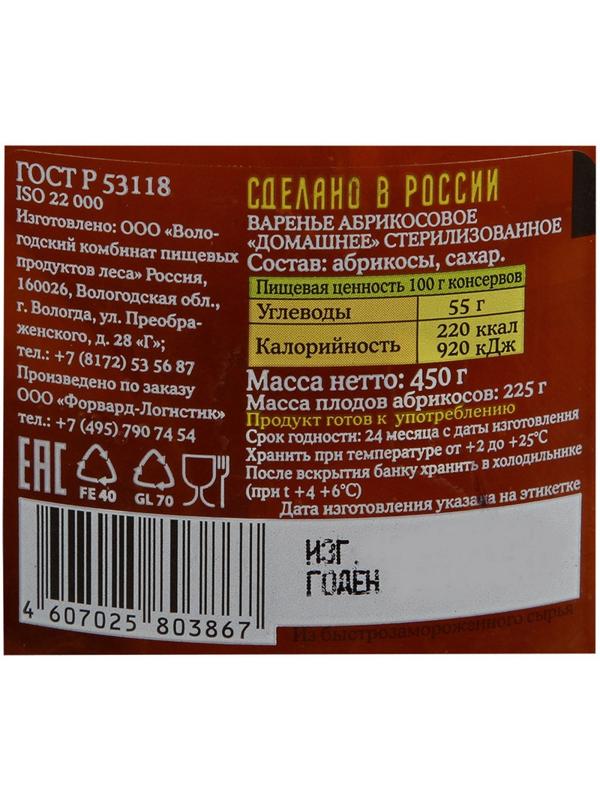 ГОСТ Р 53118
ISO 22 000
Изготовлено: ООО «Воло-
годский комбинат пищевых
продуктов леса» Россия,
160026, Вологодская обл.,
г. Вологда, ул. Преобра-
женского, д. 28 «Г»;
тел.: +7 (8172) 53 56 87
Произведено по заказу
ООО «Форвард-Логистик»
тел.: +7 (495) 790 74 54
EAC
FE 40
GL 70
4 607025 803867
СДЕЛАНО В РОССИИ
ВАРЕНЬЕ АБРИКОСОВОЕ
«ДОМАШНЕЕ» СТЕРИЛИЗОВАННОЕ
Состав: абрикосы, сахар.
Пищевая ценность 100 г консервов
Углеводы 55 г
Калорийность 220 ккал
920 кДж
Масса нетто: 450 г
Масса плодов абрикосов: 225 г
Продукт готов к употреблению
Срок годности: 24 месяца с даты изготовления
Хранить при температуре от +2 до +25°C
После вскрытия банку хранить в холодильнике
(при t +4 +6°C)
Дата изготовления указана на этикетке
ИЗГ.
ГОДЕН
Из быстрозамороженного сырья